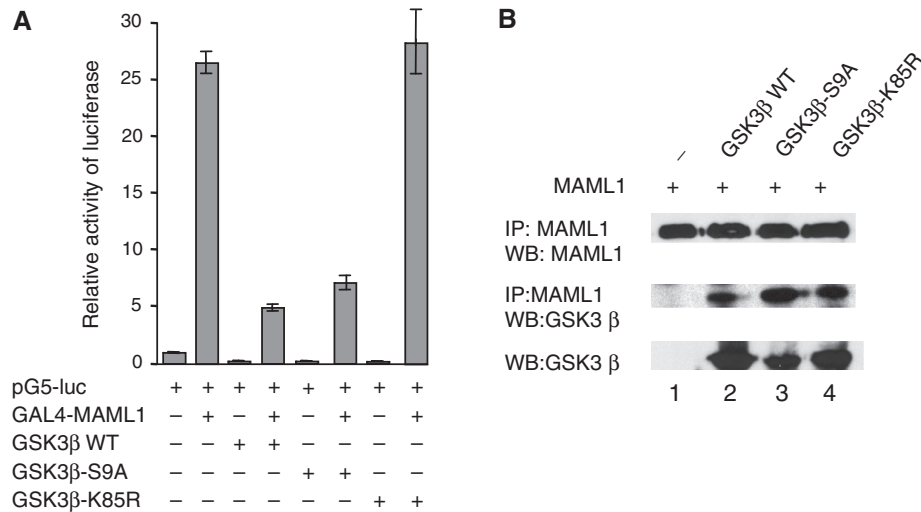 A
Relative activity of luciferase
30
25
20
15
10
5
0
pG5-luc + + + + + + + +
GAL4-MAML1 – + – + – + – +
GSK3β WT – – + + – – – –
GSK3β-S9A – – – – + + – –
GSK3β-K85R – – – – – – + +
B
– GSK3β WT GSK3β-S9A GSK3β-K85R
MAML1 + + + +
IP: MAML1
WB: MAML1
IP:MAML1
WB:GSK3 β
WB:GSK3 β
1 2 3 4